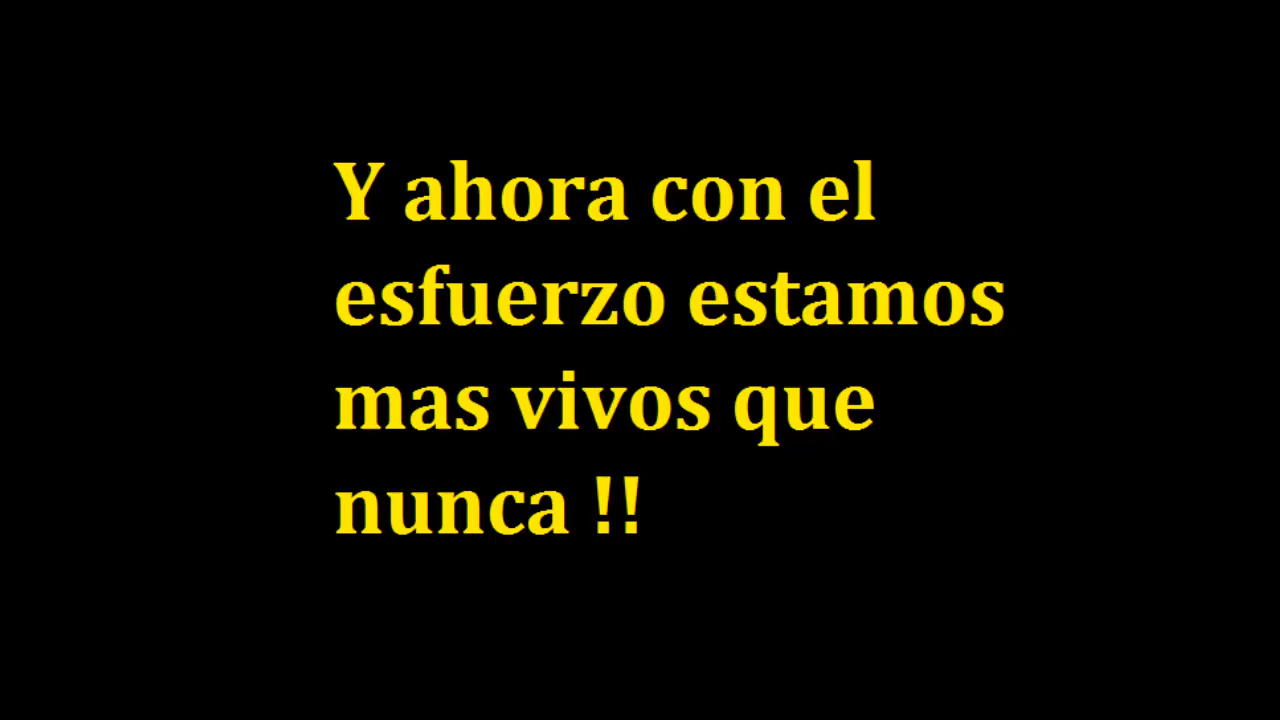 Y ahora con el
esfuerzo estamos
mas vivos que
nunca !!